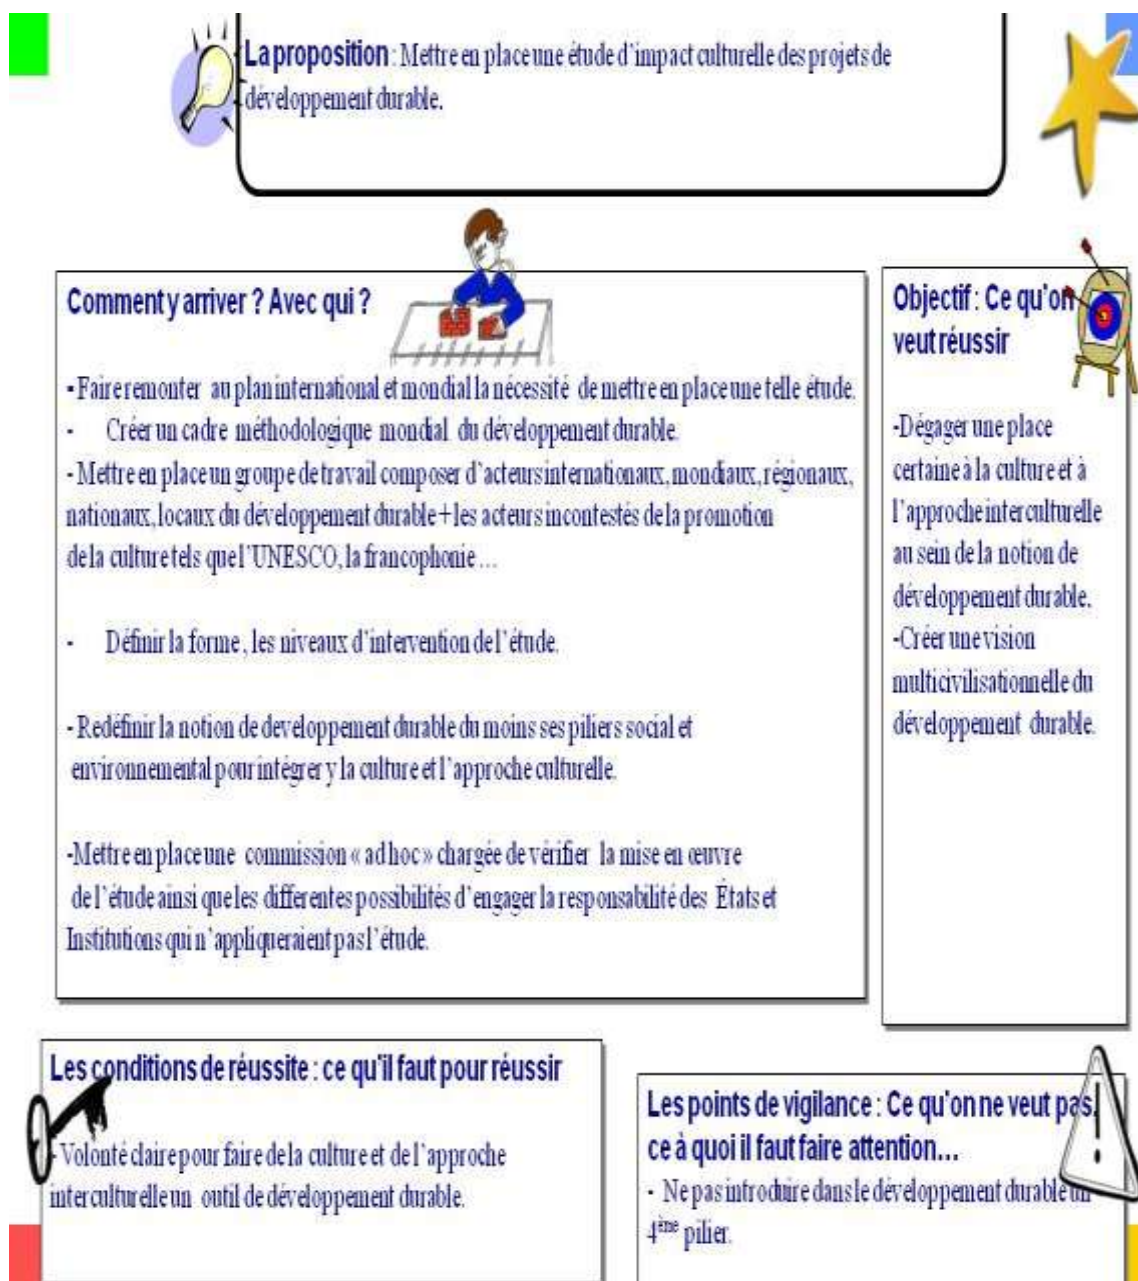 La proposition : Mettre en place une étude d'impact culturelle des projets de
développement durable.
Comment y arriver ? Avec qui ?
- Faire remonter au plan international et mondial la nécessité de mettre en place une telle étude.
- Créer un cadre méthodologique mondial du développement durable.
- Mettre en place un groupe de travail composer d'acteurs internationaux, mondiaux, régionaux,
nationaux, locaux du développement durable + les acteurs incontestés de la promotion
de la culture tels que l'UNESCO, la francophonie...
- Définir la forme, les niveaux d'intervention de l'étude.
- Redéfinir la notion de developpement durable du moins ses piliers social et
environnemental pour intégrer y la culture et l'approche culturelle.
-Mettre en place une commission « ad hoc » chargée de vérifier la mise en œuvre
de l'étude ainsi que les differentes possibilités d'engager la responsabilité des États et
Institutions qui n'appliqueraient pas l'étude.
Objectif : Ce qu'on
veut réussir
-Dégager une place
certaine à la culture et à
l'approche interculturelle
au sein de la notion de
développement durable.
-Créer une vision
multicivilisationnelle du
développement durable.
Les conditions de réussite : ce qu'il faut pour réussir
- Volonté claire pour faire de la culture et de l'approche
interculturelle un outil de développement durable.
Les points de vigilance : Ce qu'on ne veut pas,
ce à quoi il faut faire attention...
- Ne pas introduire dans le développement durable un
4ème pilier.